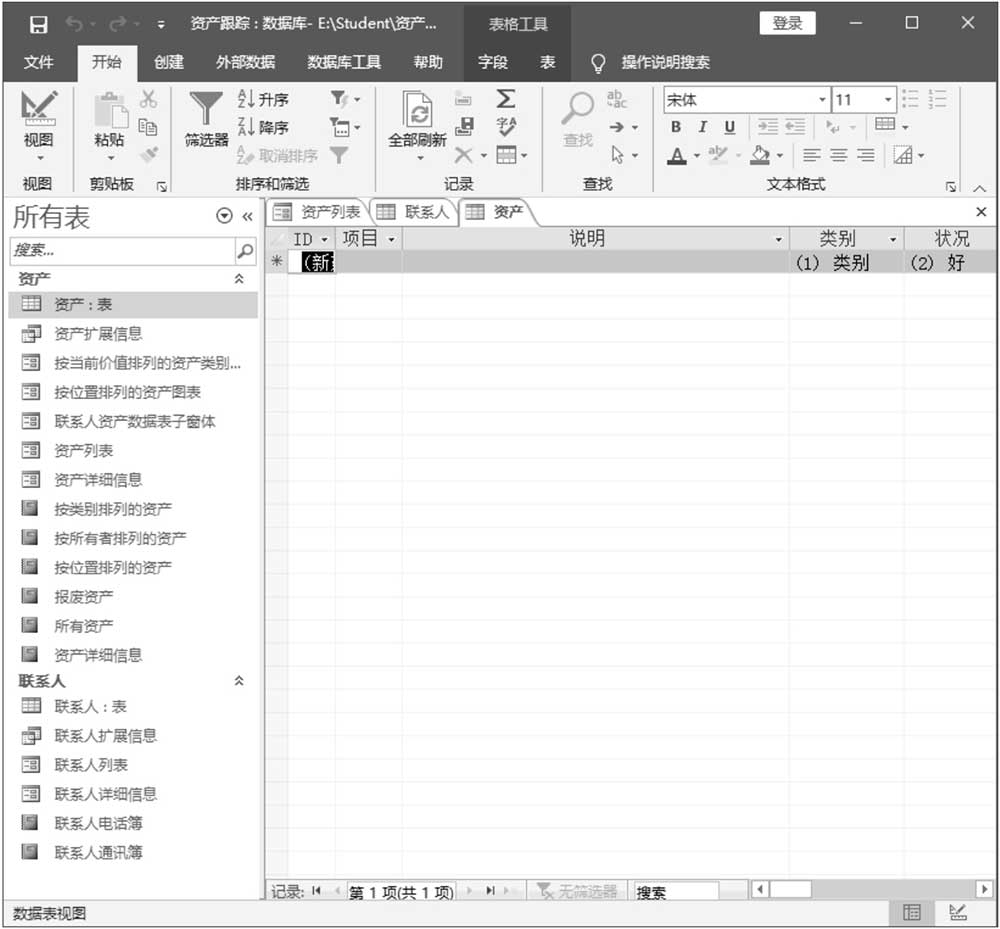 资产跟踪：数据库- E:\Student\资产...
表格工具
登录
文件
开始
创建
外部数据
数据库工具
帮助
字段
表
操作说明搜索
视图
粘贴
筛选器
升序
降序
取消排序
全部刷新
查找
宋体
11
B I U
A
视图
剪贴板
排序和筛选
记录
查找
文本格式
所有表
搜索...
资产
资产：表
资产扩展信息
按当前价值排列的资产类别...
按位置排列的资产图表
联系人资产数据表子窗体
资产列表
资产详细信息
按类别排列的资产
按所有者排列的资产
按位置排列的资产
报废资产
所有资产
资产详细信息
联系人
联系人：表
联系人扩展信息
联系人列表
联系人详细信息
联系人电话簿
联系人通讯簿
资产列表
联系人
资产
ID 项目 说明 类别 状况
* (新 (1) 类别 (2) 好
记录: 第 1 项(共 1 项) 无筛选器 搜索
数据表视图